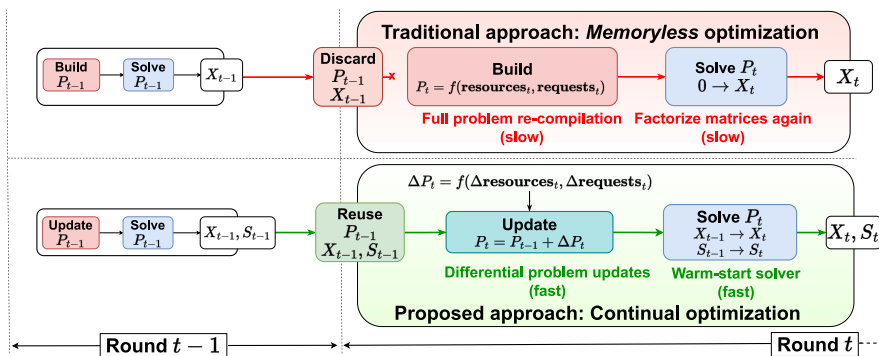 Traditional approach: Memoryless optimization
Build
P_{t-1}
Solve
P_{t-1}
X_{t-1}
Discard
P_{t-1}
X_{t-1}
x
Build
P_t = f(resources_t, requests_t)
Solve P_t
0 → X_t
X_t
Full problem re-compilation
(slow)
Factorize matrices again
(slow)
ΔP_t = f(Δresources_t, Δrequests_t)
Update
P_{t-1}
Solve
P_{t-1}
X_{t-1}, S_{t-1}
Reuse
P_{t-1}
X_{t-1}, S_{t-1}
Update
P_t = P_{t-1} + ΔP_t
Solve P_t
X_{t-1} → X_t
S_{t-1} → S_t
X_t, S_t
Differential problem updates
(fast)
Warm-start solver
(fast)
Proposed approach: Continual optimization
Round t − 1
Round t